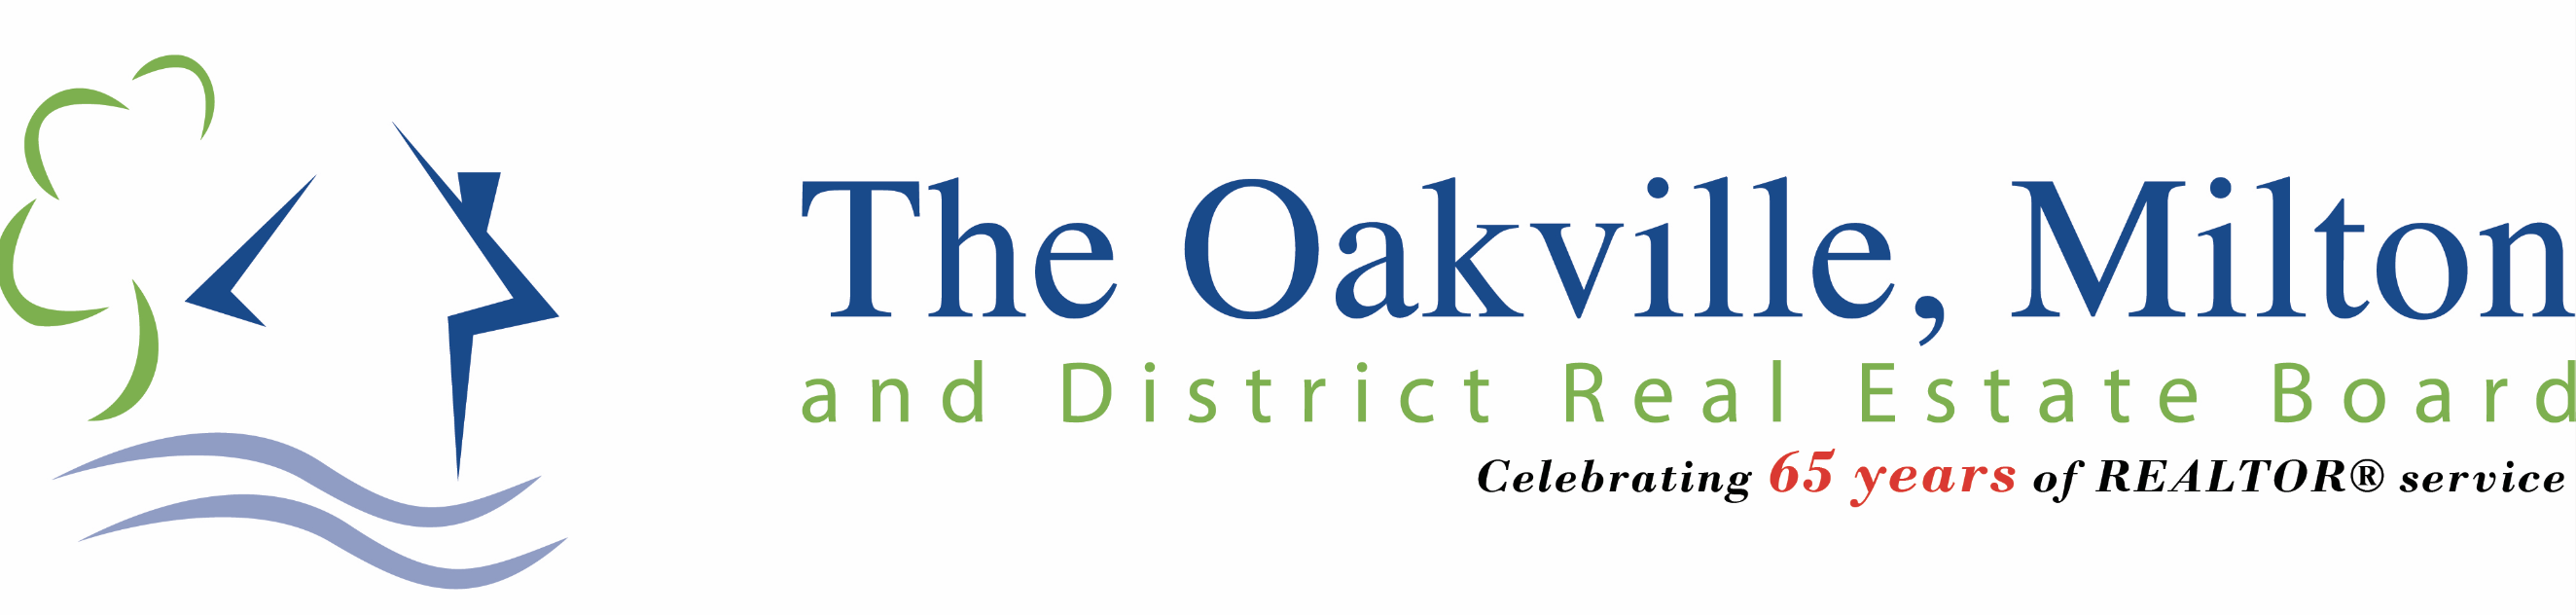 The Oakville, Milton
and District Real Estate Board
Celebrating 65 years of REALTOR® service